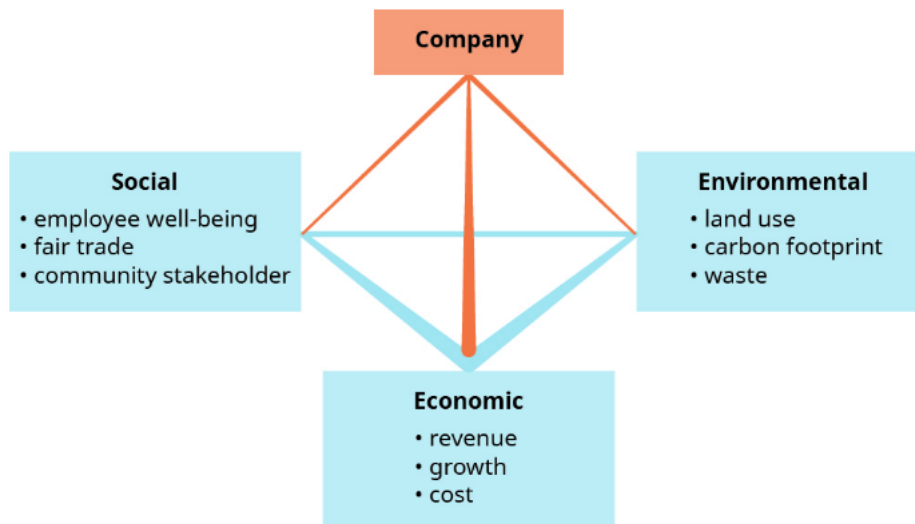 Company
Social
• employee well-being
• fair trade
• community stakeholder
Environmental
• land use
• carbon footprint
• waste
Economic
• revenue
• growth
• cost